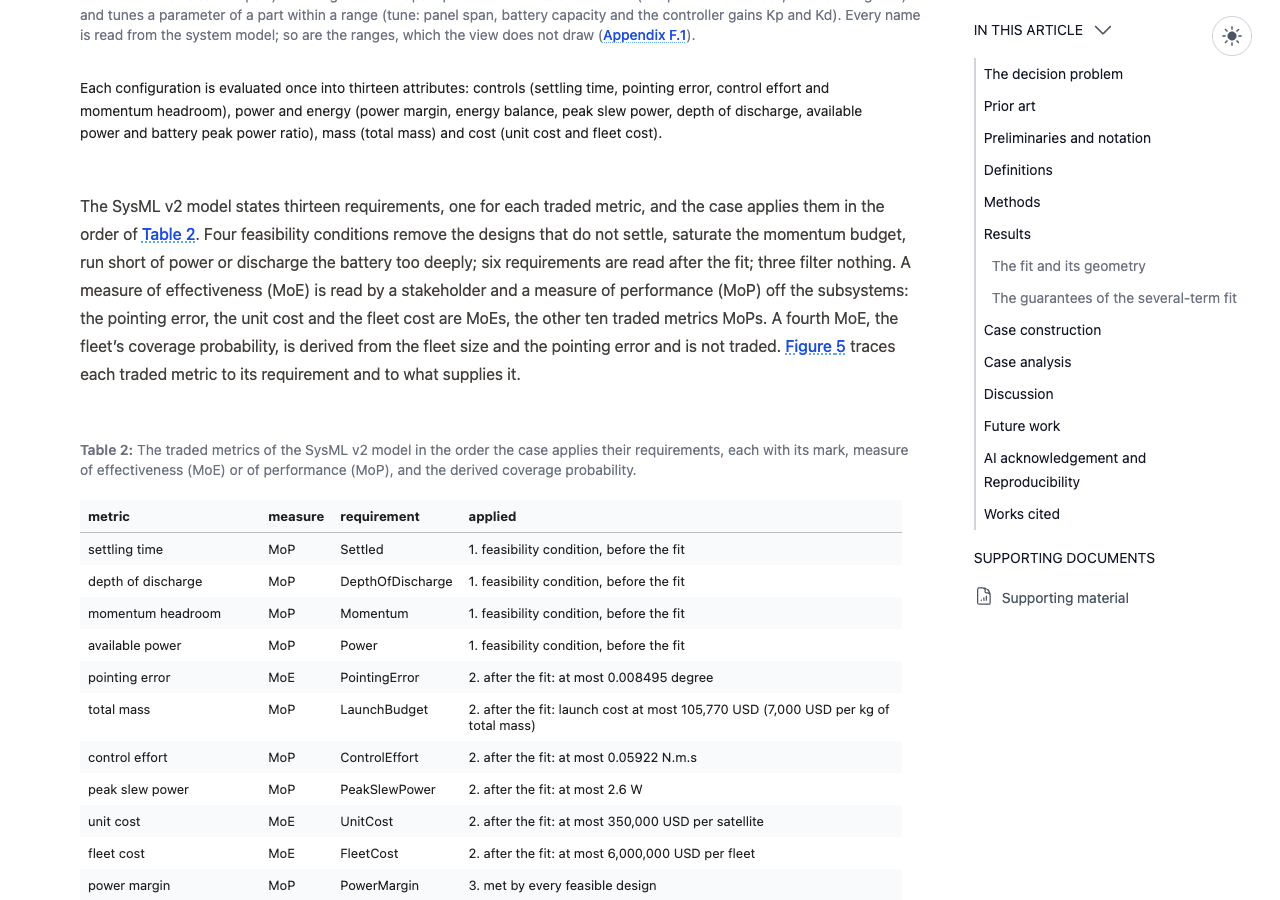 and tunes a parameter of a part within a range (tune: panel span, battery capacity and the controller gains Kp and Kd). Every name
is read from the system model; so are the ranges, which the view does not draw (Appendix F.1).
Each configuration is evaluated once into thirteen attributes: controls (settling time, pointing error, control effort and
momentum headroom), power and energy (power margin, energy balance, peak slew power, depth of discharge, available
power and battery peak power ratio), mass (total mass) and cost (unit cost and fleet cost).
The SysML v2 model states thirteen requirements, one for each traded metric, and the case applies them in the
order of Table 2. Four feasibility conditions remove the designs that do not settle, saturate the momentum budget,
run short of power or discharge the battery too deeply; six requirements are read after the fit; three filter nothing. A
measure of effectiveness (MoE) is read by a stakeholder and a measure of performance (MoP) off the subsystems:
the pointing error, the unit cost and the fleet cost are MoEs, the other ten traded metrics MoPs. A fourth MoE, the
fleet’s coverage probability, is derived from the fleet size and the pointing error and is not traded. Figure 5 traces
each traded metric to its requirement and to what supplies it.
Table 2: The traded metrics of the SysML v2 model in the order the case applies their requirements, each with its mark, measure
of effectiveness (MoE) or of performance (MoP), and the derived coverage probability.
metric measure requirement applied
settling time MoP Settled 1. feasibility condition, before the fit
depth of discharge MoP DepthOfDischarge 1. feasibility condition, before the fit
momentum headroom MoP Momentum 1. feasibility condition, before the fit
available power MoP Power 1. feasibility condition, before the fit
pointing error MoE PointingError 2. after the fit: at most 0.008495 degree
total mass MoP LaunchBudget 2. after the fit: launch cost at most 105,770 USD (7,000 USD per kg of
total mass)
control effort MoP ControlEffort 2. after the fit: at most 0.05922 N.m.s
peak slew power MoP PeakSlewPower 2. after the fit: at most 2.6 W
unit cost MoE UnitCost 2. after the fit: at most 350,000 USD per satellite
fleet cost MoE FleetCost 2. after the fit: at most 6,000,000 USD per fleet
power margin MoP PowerMargin 3. met by every feasible design
IN THIS ARTICLE
The decision problem
Prior art
Preliminaries and notation
Definitions
Methods
Results
The fit and its geometry
The guarantees of the several-term fit
Case construction
Case analysis
Discussion
Future work
AI acknowledgement and
Reproducibility
Works cited
SUPPORTING DOCUMENTS
Supporting material